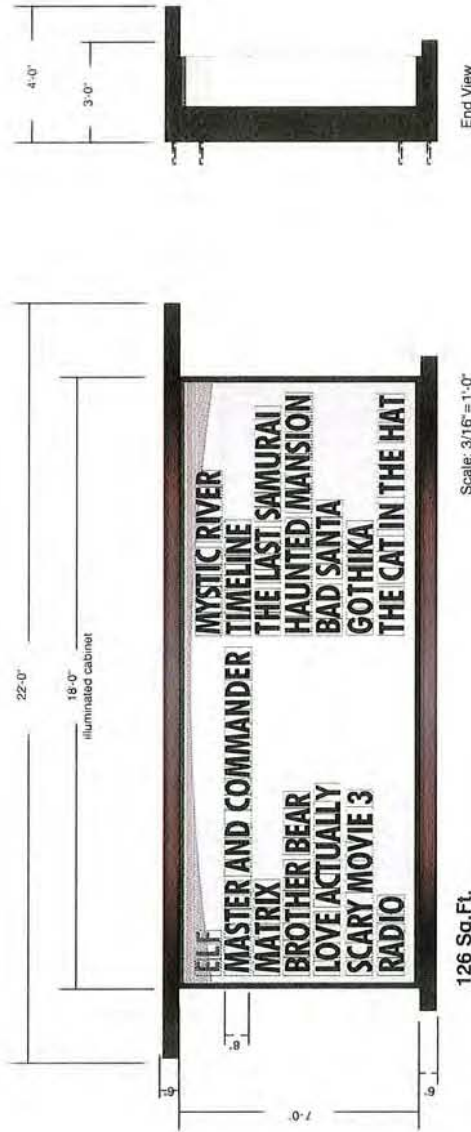 22'-0"
18'-0"
illuminated cabinet
6"
7'-0"
8"
6"
ELF
MASTER AND COMMANDER
MATRIX
BROTHER BEAR
LOVE ACTUALLY
SCARY MOVIE 3
RADIO
MYSTIC RIVER
TIMELINE
THE LAST SAMURAI
HAUNTED MANSION
BAD SANTA
GOTHIKA
THE CAT IN THE HAT
126 Sq.Ft.
Scale: 3/16"=1'-0"
4'-0"
3'-0"
End View